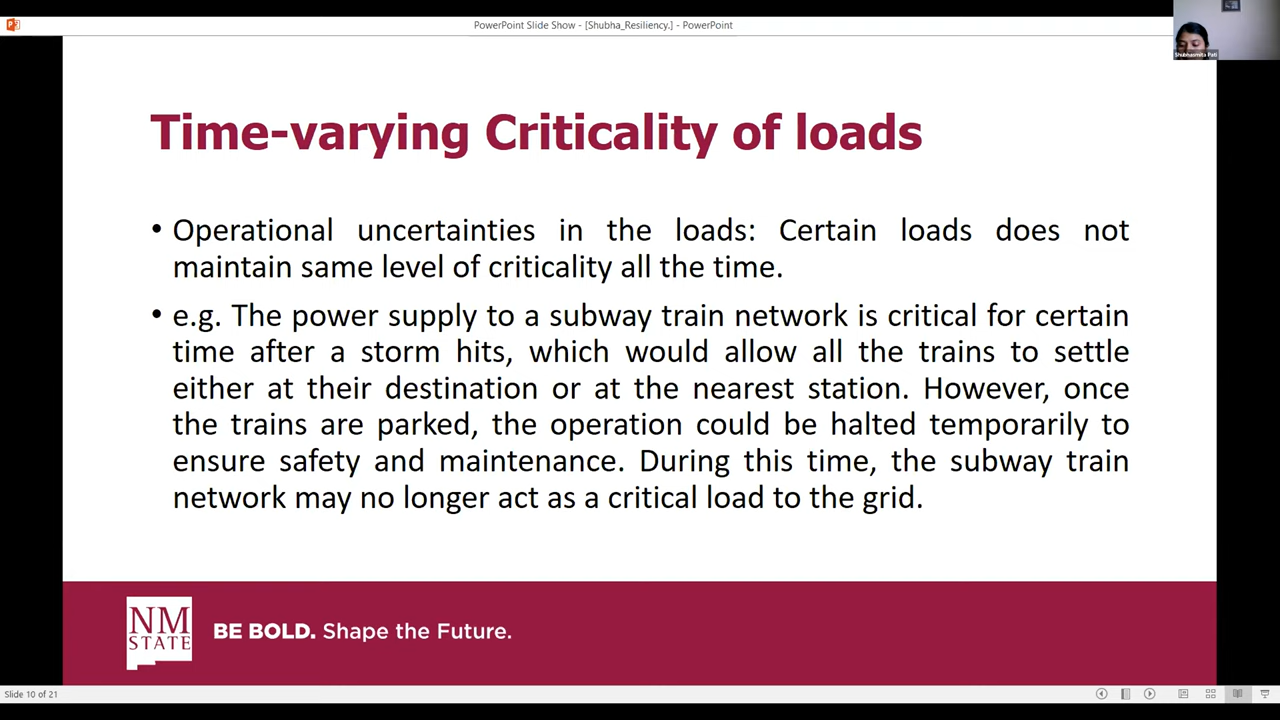 PowerPoint Slide Show - [Shubha_Resiliency.] - PowerPoint
Shubhasmita Pati
Time-varying Criticality of loads
• Operational uncertainties in the loads: Certain loads does not
maintain same level of criticality all the time.
• e.g. The power supply to a subway train network is critical for certain
time after a storm hits, which would allow all the trains to settle
either at their destination or at the nearest station. However, once
the trains are parked, the operation could be halted temporarily to
ensure safety and maintenance. During this time, the subway train
network may no longer act as a critical load to the grid.
NM
STATE
BE BOLD. Shape the Future.
Slide 10 of 21